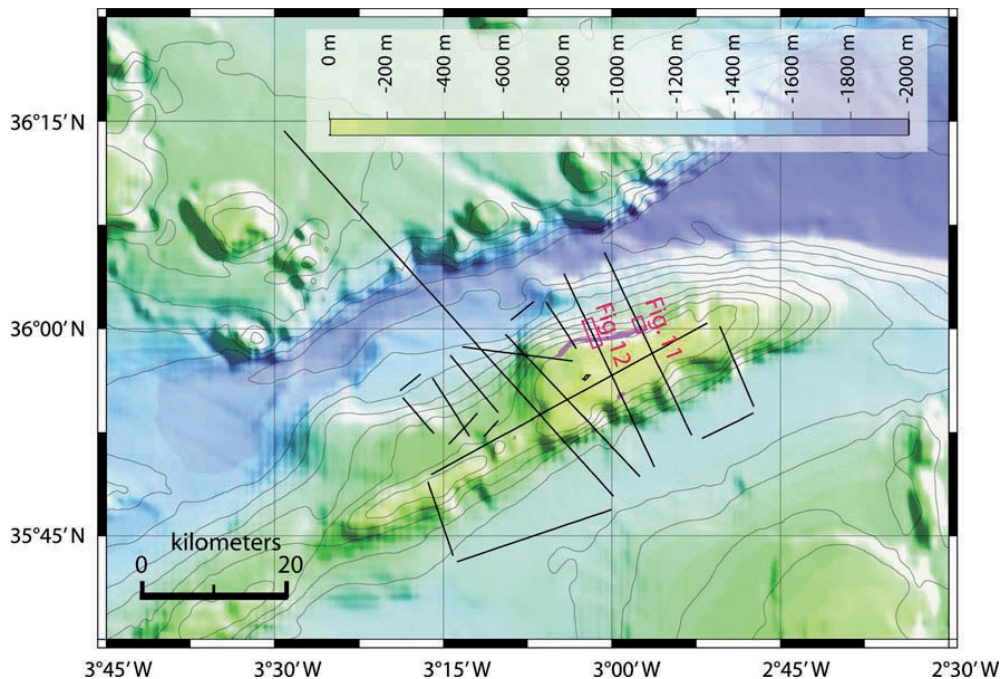 0 m
-200 m
-400 m
-600 m
-800 m
-1000 m
-1200 m
-1400 m
-1600 m
-1800 m
-2000 m
36°15′N
36°00′N
Fig.12
Fig.11
35°45′N
kilometers
0 20
3°45′W 3°30′W 3°15′W 3°00′W 2°45′W 2°30′W